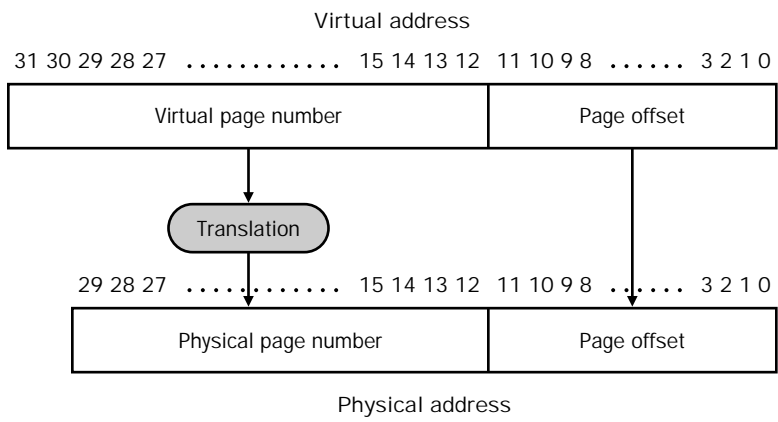 Virtual address
31 30 29 28 27 ............ 15 14 13 12 11 10 9 8 ...... 3 2 1 0
Virtual page number Page offset
Translation
29 28 27 ............ 15 14 13 12 11 10 9 8 ...... 3 2 1 0
Physical page number Page offset
Physical address